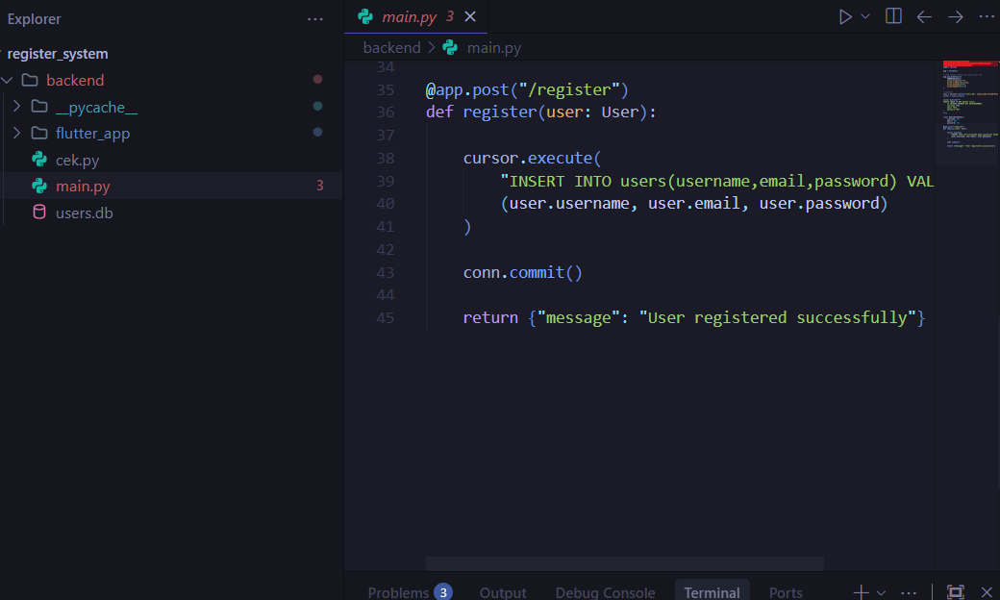 Explorer
register_system
backend
__pycache__
flutter_app
cek.py
main.py 3
users.db
main.py 3
backend > main.py
34
35 @app.post("/register")
36 def register(user: User):
37
38 cursor.execute(
39 "INSERT INTO users(username,email,password) VAL
40 (user.username, user.email, user.password)
41 )
42
43 conn.commit()
44
45 return {"message": "User registered successfully"}
Problems 3 Output Debug Console Terminal Ports